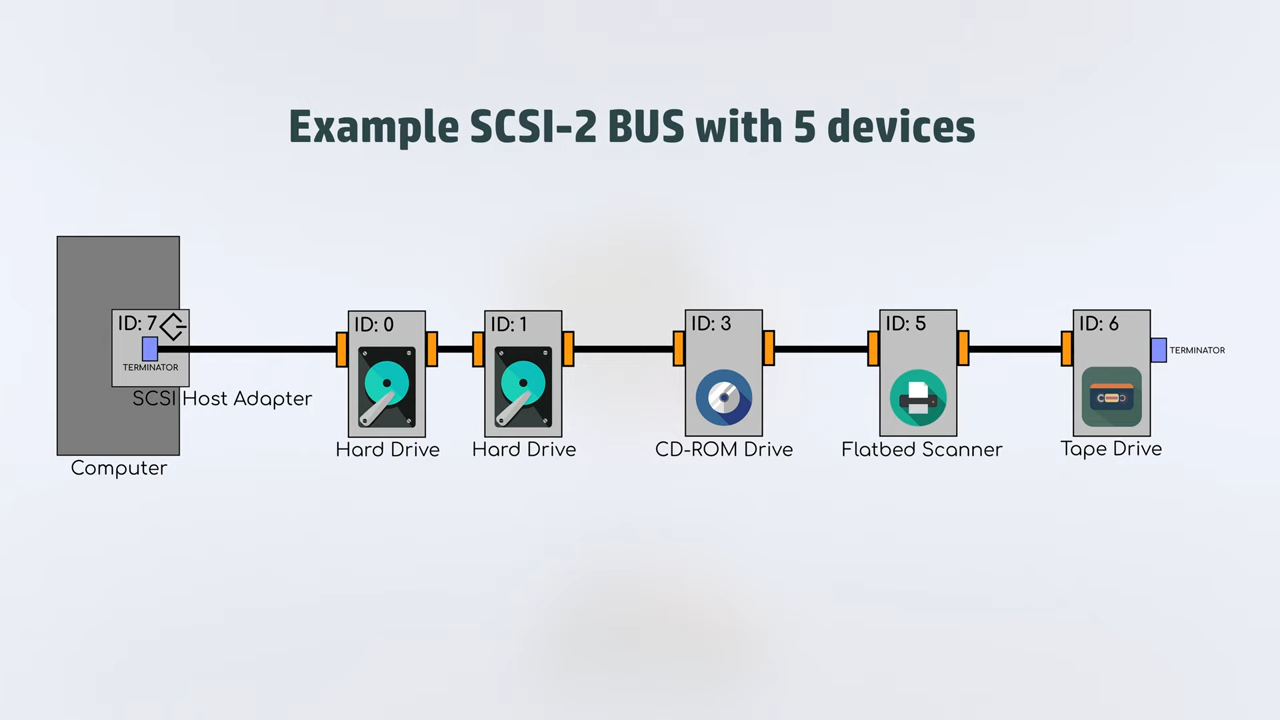 Example SCSI-2 BUS with 5 devices
ID: 7
TERMINATOR
SCSI Host Adapter
Computer
ID: 0
Hard Drive
ID: 1
Hard Drive
ID: 3
CD-ROM Drive
ID: 5
Flatbed Scanner
ID: 6
Tape Drive
TERMINATOR